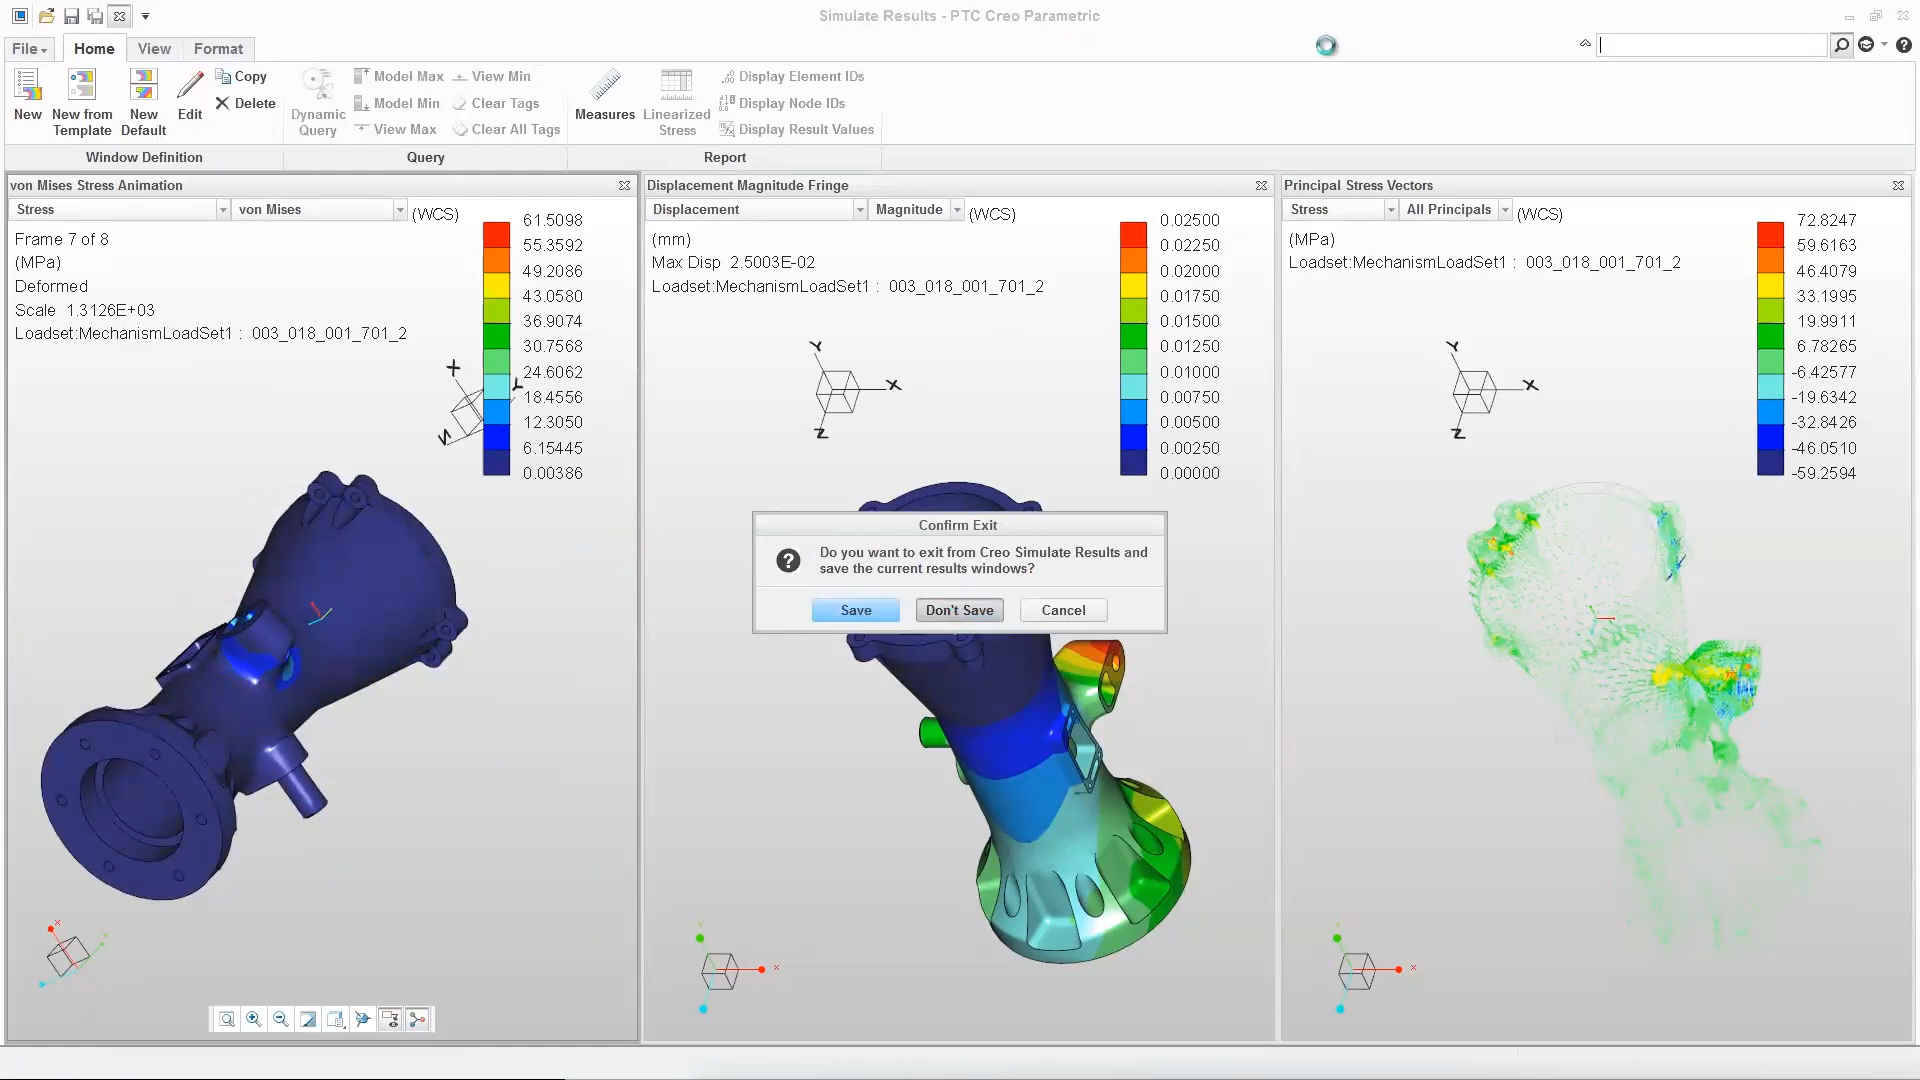 Simulate Results - PTC Creo Parametric
File
Home
View
Format
New
New from
Template
New
Default
Edit
Copy
Delete
Dynamic
Query
Model Max
View Min
Model Min
Clear Tags
View Max
Clear All Tags
Measures
Linearized
Stress
Display Element IDs
Display Node IDs
Display Result Values
Window Definition
Query
Report
von Mises Stress Animation
Stress
von Mises
(WCS)
Frame 7 of 8
(MPa)
Deformed
Scale 1.3126E+03
Loadset:MechanismLoadSet1 : 003_018_001_701_2
61.5098
55.3592
49.2086
43.0580
36.9074
30.7568
24.6062
18.4556
12.3050
6.15445
0.00386
X
Y
Z
X
Y
Displacement Magnitude Fringe
Displacement
Magnitude
(WCS)
(mm)
Max Disp 2.5003E-02
Loadset:MechanismLoadSet1 : 003_018_001_701_2
0.02500
0.02250
0.02000
0.01750
0.01500
0.01250
0.01000
0.00750
0.00500
0.00250
0.00000
Y
X
Z
Y
X
Principal Stress Vectors
Stress
All Principals
(WCS)
(MPa)
Loadset:MechanismLoadSet1 : 003_018_001_701_2
72.8247
59.6163
46.4079
33.1995
19.9911
6.78265
-6.42577
-19.6342
-32.8426
-46.0510
-59.2594
Y
X
Z
Y
X
Confirm Exit
Do you want to exit from Creo Simulate Results and
save the current results windows?
Save
Don't Save
Cancel